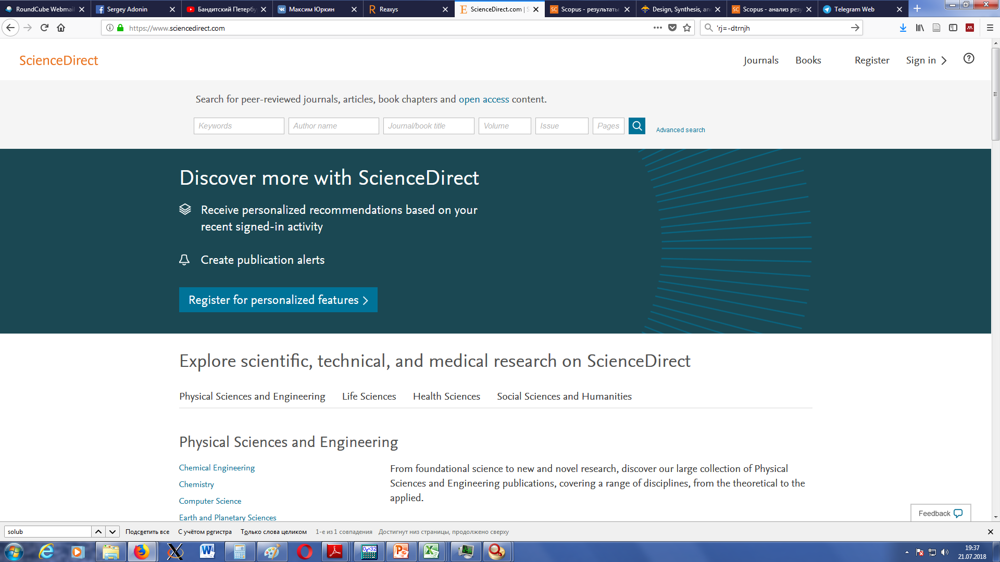 RoundCube Webmail
Sergey Adonin
Бандитский Петербу
Максим Юркин
Reaxys
ScienceDirect.com | S
Scopus - результаты
Design, Synthesis, an
Scopus - анализ резу
Telegram Web
https://www.sciencedirect.com
'rj=-dtrnjh
ScienceDirect
Journals
Books
Register
Sign in
Search for peer-reviewed journals, articles, book chapters and open access content.
Keywords
Author name
Journal/book title
Volume
Issue
Pages
Advanced search
Discover more with ScienceDirect
Receive personalized recommendations based on your
recent signed-in activity
Create publication alerts
Register for personalized features
Explore scientific, technical, and medical research on ScienceDirect
Physical Sciences and Engineering
Life Sciences
Health Sciences
Social Sciences and Humanities
Physical Sciences and Engineering
Chemical Engineering
Chemistry
Computer Science
Earth and Planetary Sciences
From foundational science to new and novel research, discover our large collection of Physical
Sciences and Engineering publications, covering a range of disciplines, from the theoretical to the
applied.
Feedback
solub
Подсветить все
С учётом регистра
Только слова целиком
1-е из 1 совпадения
Достигнут низ страницы, продолжено сверху
19:37
21.07.2018